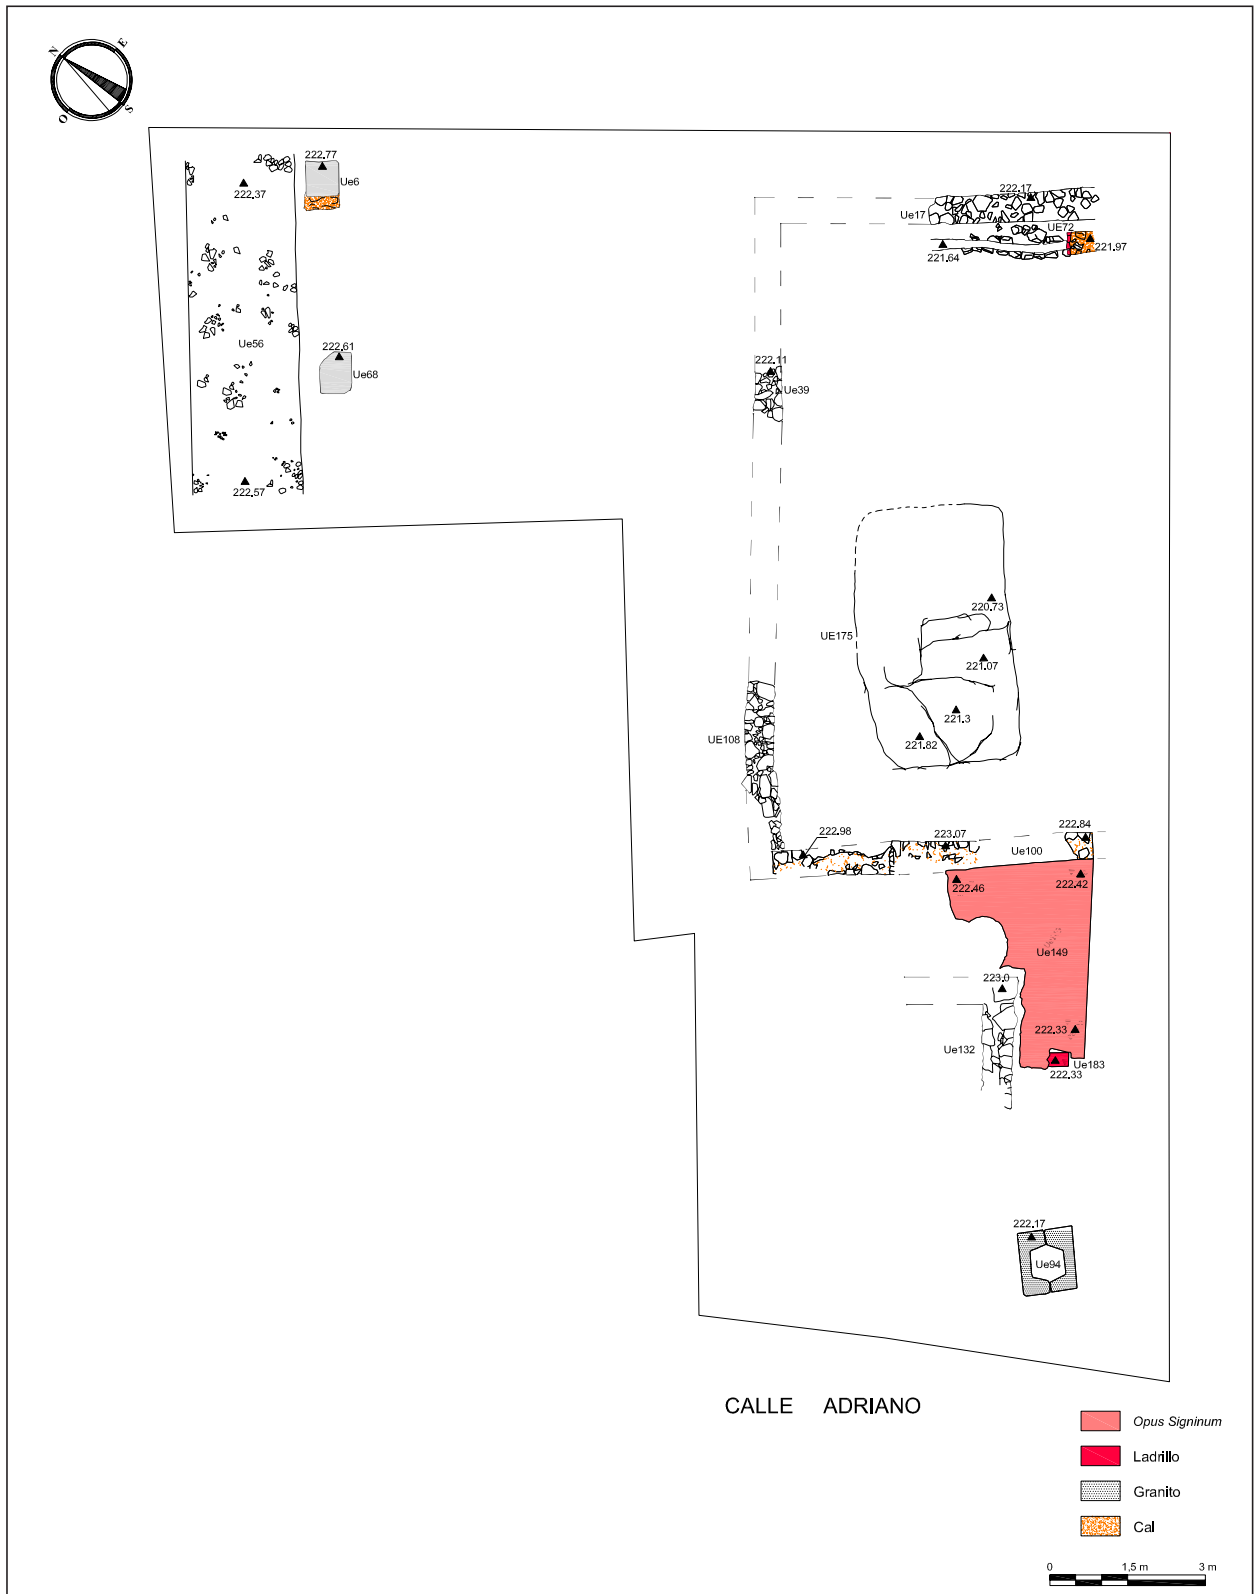 N
E
O
S
222.77
Ue6
222.37
222.17
Ue17
UE72
221.97
221.64
Ue56
222.61
Ue68
222.11
Ue39
222.57
220.73
UE175
221.07
221.3
UE108
221.82
222.98
223.07
222.84
Ue100
222.46
222.42
Ue149
223.0
222.33
Ue132
Ue183
222.33
222.17
Ue94
CALLE ADRIANO
Opus Signinum
Ladrillo
Granito
Cal
0 1,5 m 3 m